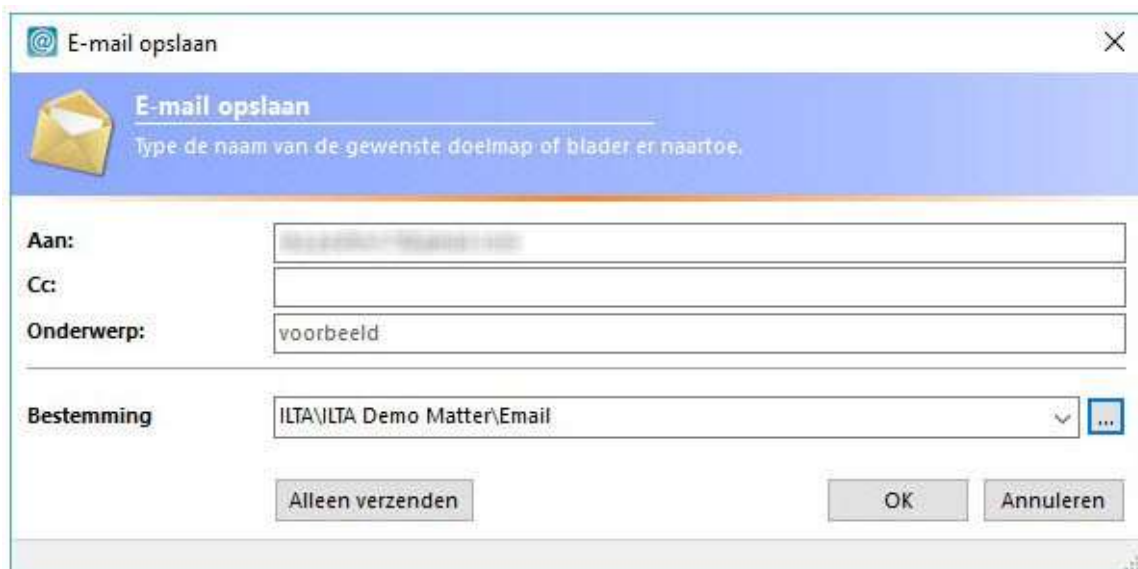 E-mail opslaan
E-mail opslaan
Type de naam van de gewenste doelmap of blader er naartoe.
Aan:
Cc:
Onderwerp: voorbeeld
Bestemming ILTA\ILTA Demo Matter\Email ...
Alleen verzenden OK Annuleren